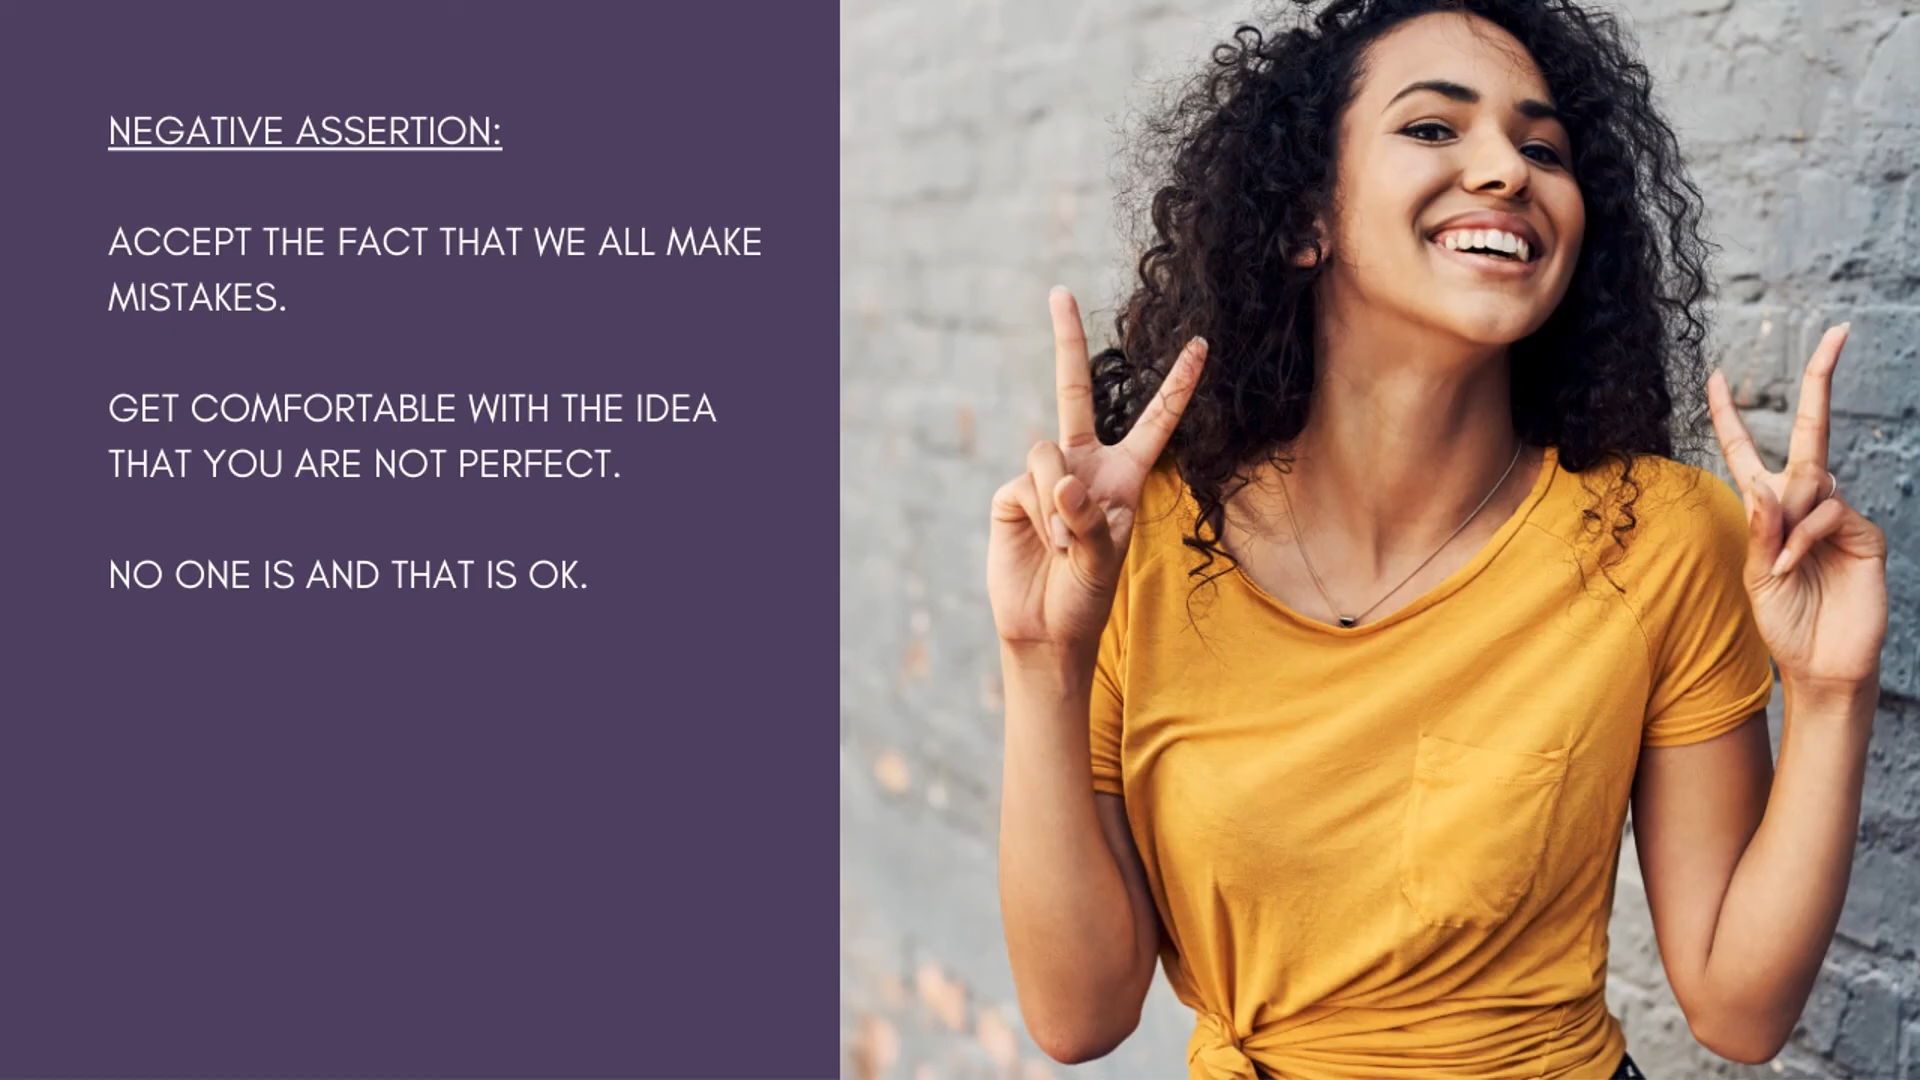 NEGATIVE ASSERTION:
ACCEPT THE FACT THAT WE ALL MAKE
MISTAKES.
GET COMFORTABLE WITH THE IDEA
THAT YOU ARE NOT PERFECT.
NO ONE IS AND THAT IS OK.